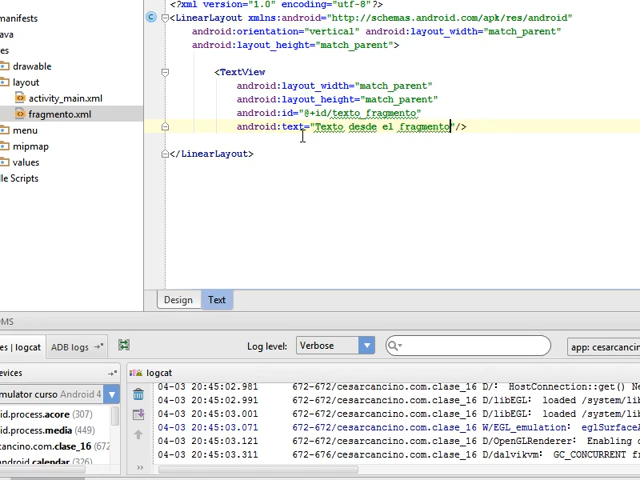 <?xml version="1.0" encoding="utf-8"?>
<LinearLayout xmlns:android="http://schemas.android.com/apk/res/android"
android:orientation="vertical" android:layout_width="match_parent"
android:layout_height="match_parent">
<TextView
android:layout_width="match_parent"
android:layout_height="match_parent"
android:id="@+id/texto_fragmento"
android:text="Texto desde el fragmento"/>
</LinearLayout>
manifests
ava
es
drawable
layout
activity_main.xml
fragmento.xml
menu
mipmap
values
le Scripts
Design
Text
DMS
es | logcat
ADB logs
Log level:
Verbose
app: cesarcancino
evices
logcat
mulator curso Android 4
id.process.acore (307)
id.process.media (449)
ancino.com.clase_16 (672
android.calendar (326)
04-03 20:45:02.981 672-672/cesarcancino.com.clase_16 D/: HostConnection::get() Ne
04-03 20:45:02.991 672-672/cesarcancino.com.clase_16 D/libEGL: loaded /system/li
04-03 20:45:03.001 672-672/cesarcancino.com.clase_16 D/libEGL: loaded /system/li
04-03 20:45:03.071 672-672/cesarcancino.com.clase_16 W/EGL_emulation: eglSurfaceA
04-03 20:45:03.121 672-672/cesarcancino.com.clase_16 D/OpenGLRenderer: Enabling d
04-03 20:45:03.311 672-676/cesarcancino.com.clase_16 D/dalvikvm: GC_CONCURRENT fr